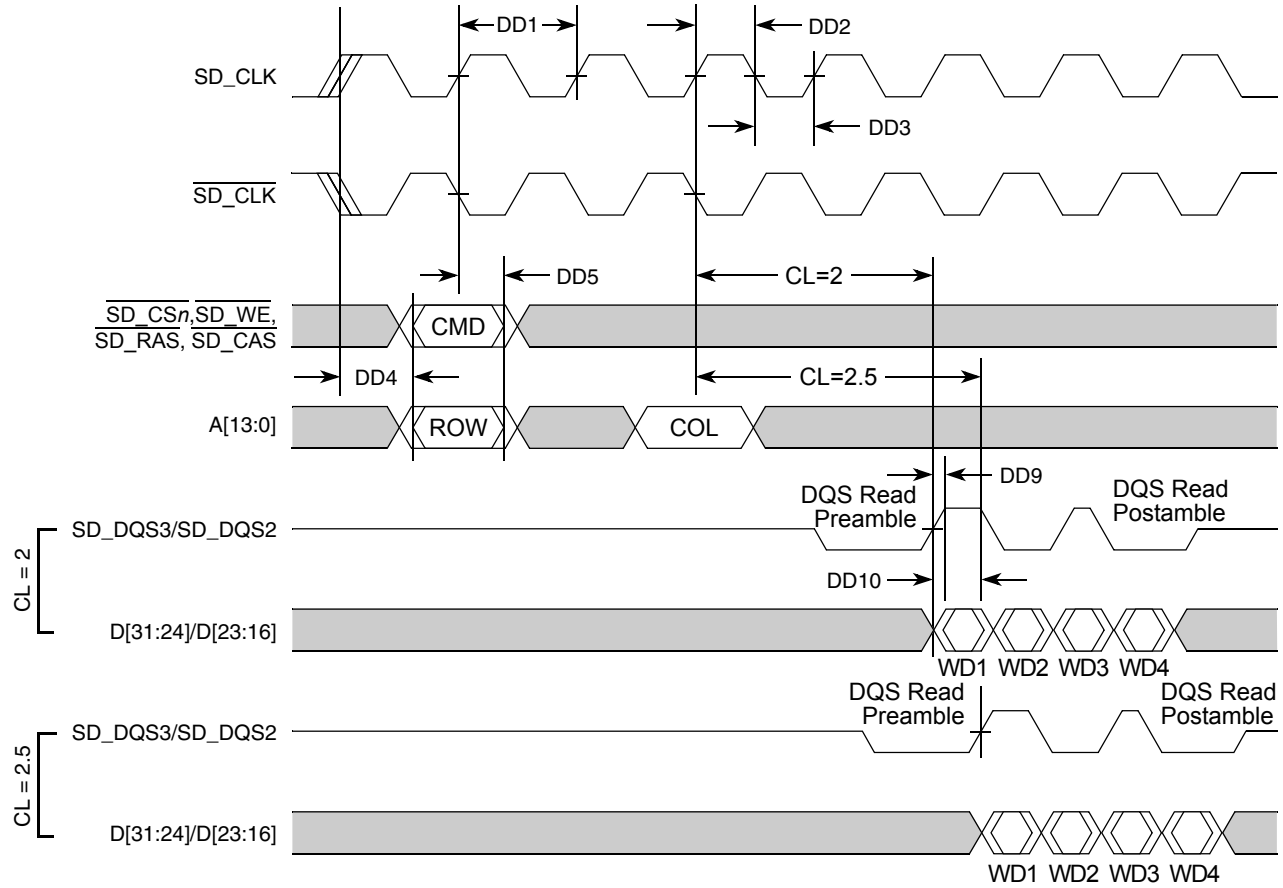 DD1
DD2
SD_CLK
DD3
SD_CLK
DD5
CL=2
SD_CSn,SD_WE,
SD_RAS, SD_CAS
CMD
DD4
CL=2.5
A[13:0]
ROW
COL
DD9
DQS Read
Preamble
DQS Read
Postamble
CL = 2
SD_DQS3/SD_DQS2
DD10
D[31:24]/D[23:16]
WD1 WD2 WD3 WD4
DQS Read
Preamble
DQS Read
Postamble
CL = 2.5
SD_DQS3/SD_DQS2
D[31:24]/D[23:16]
WD1 WD2 WD3 WD4